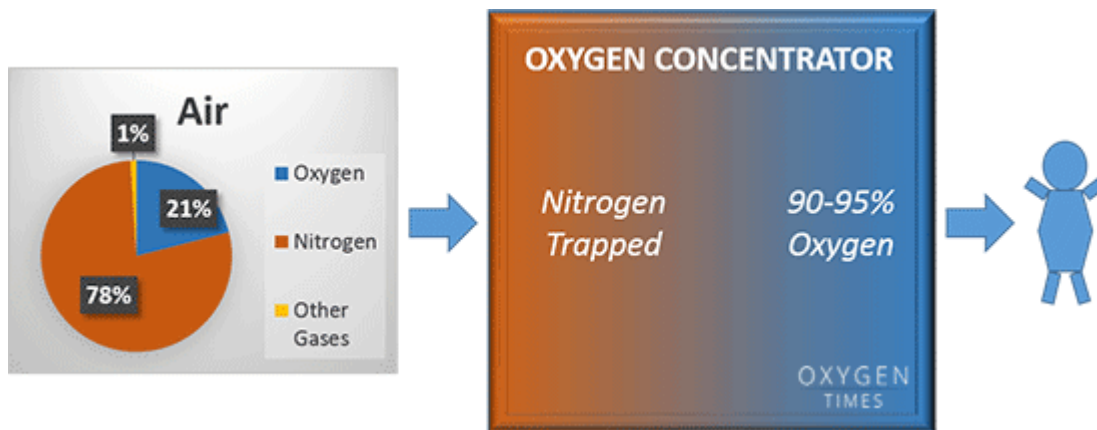 Air
1%
21%
78%
Oxygen
Nitrogen
Other
Gases
OXYGEN CONCENTRATOR
Nitrogen
Trapped
90-95%
Oxygen
OXYGEN
TIMES